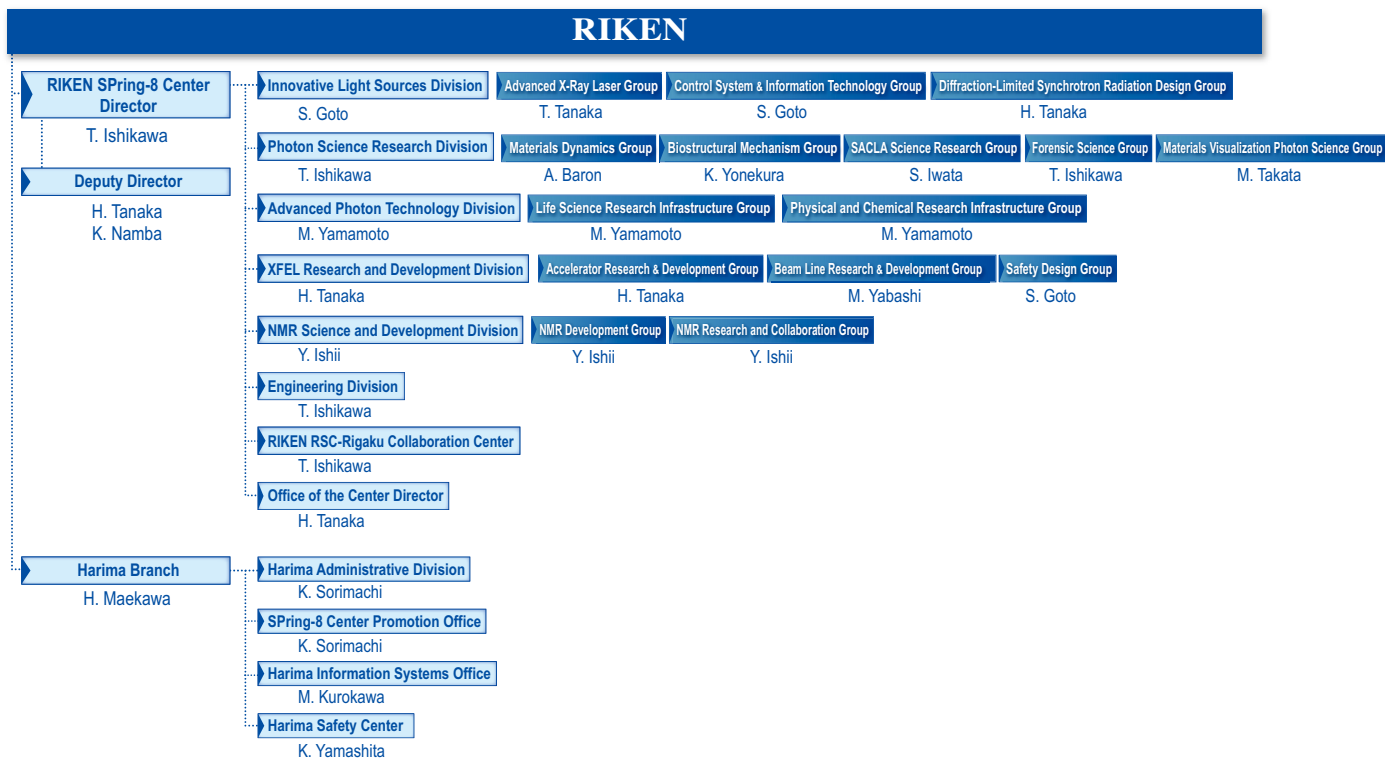 RIKEN
RIKEN SPring-8 Center
Director
T. Ishikawa
Deputy Director
H. Tanaka
K. Namba
Innovative Light Sources Division
S. Goto
Advanced X-Ray Laser Group
T. Tanaka
Control System & Information Technology Group
S. Goto
Diffraction-Limited Synchrotron Radiation Design Group
H. Tanaka
Photon Science Research Division
T. Ishikawa
Materials Dynamics Group
A. Baron
Biostructural Mechanism Group
K. Yonekura
SACLA Science Research Group
S. Iwata
Forensic Science Group
T. Ishikawa
Materials Visualization Photon Science Group
M. Takata
Advanced Photon Technology Division
M. Yamamoto
Life Science Research Infrastructure Group
M. Yamamoto
Physical and Chemical Research Infrastructure Group
M. Yamamoto
XFEL Research and Development Division
H. Tanaka
Accelerator Research & Development Group
H. Tanaka
Beam Line Research & Development Group
M. Yabashi
Safety Design Group
S. Goto
NMR Science and Development Division
Y. Ishii
NMR Development Group
Y. Ishii
NMR Research and Collaboration Group
Y. Ishii
Engineering Division
T. Ishikawa
RIKEN RSC-Rigaku Collaboration Center
T. Ishikawa
Office of the Center Director
H. Tanaka
Harima Branch
H. Maekawa
Harima Administrative Division
K. Sorimachi
SPring-8 Center Promotion Office
K. Sorimachi
Harima Information Systems Office
M. Kurokawa
Harima Safety Center
K. Yamashita